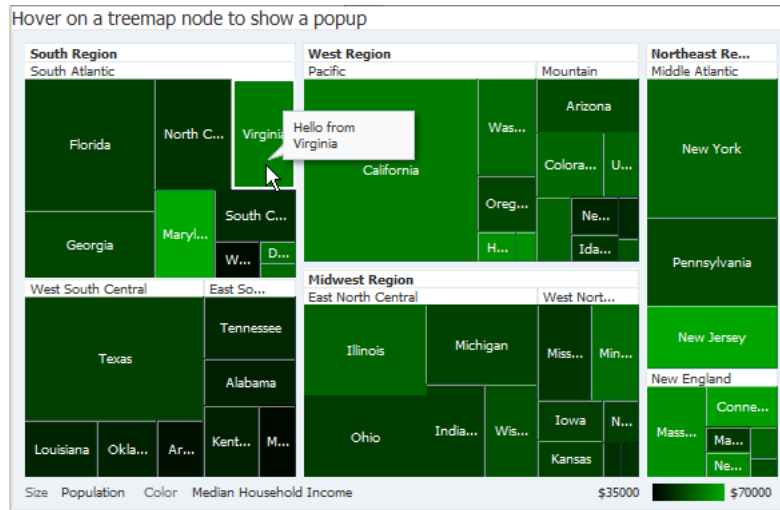 Hover on a treemap node to show a popup
South Region
South Atlantic
Florida
North C...
Virginia
Hello from
Virginia
Georgia
Maryl...
South C...
W...
D...
West South Central
East So...
Texas
Tennessee
Alabama
Louisiana
Okla...
Ar...
Kent...
M...
West Region
Pacific
Mountain
California
Was...
Oreg...
H...
Arizona
Colora...
U...
Ne...
Ida...
Midwest Region
East North Central
West Nort...
Illinois
Michigan
Ohio
India...
Wis...
Miss...
Min...
Iowa
N...
Kansas
Northeast Re...
Middle Atlantic
New York
Pennsylvania
New Jersey
New England
Mass...
Conne...
Ma...
Ne...
Size Population Color Median Household Income $35000 $70000